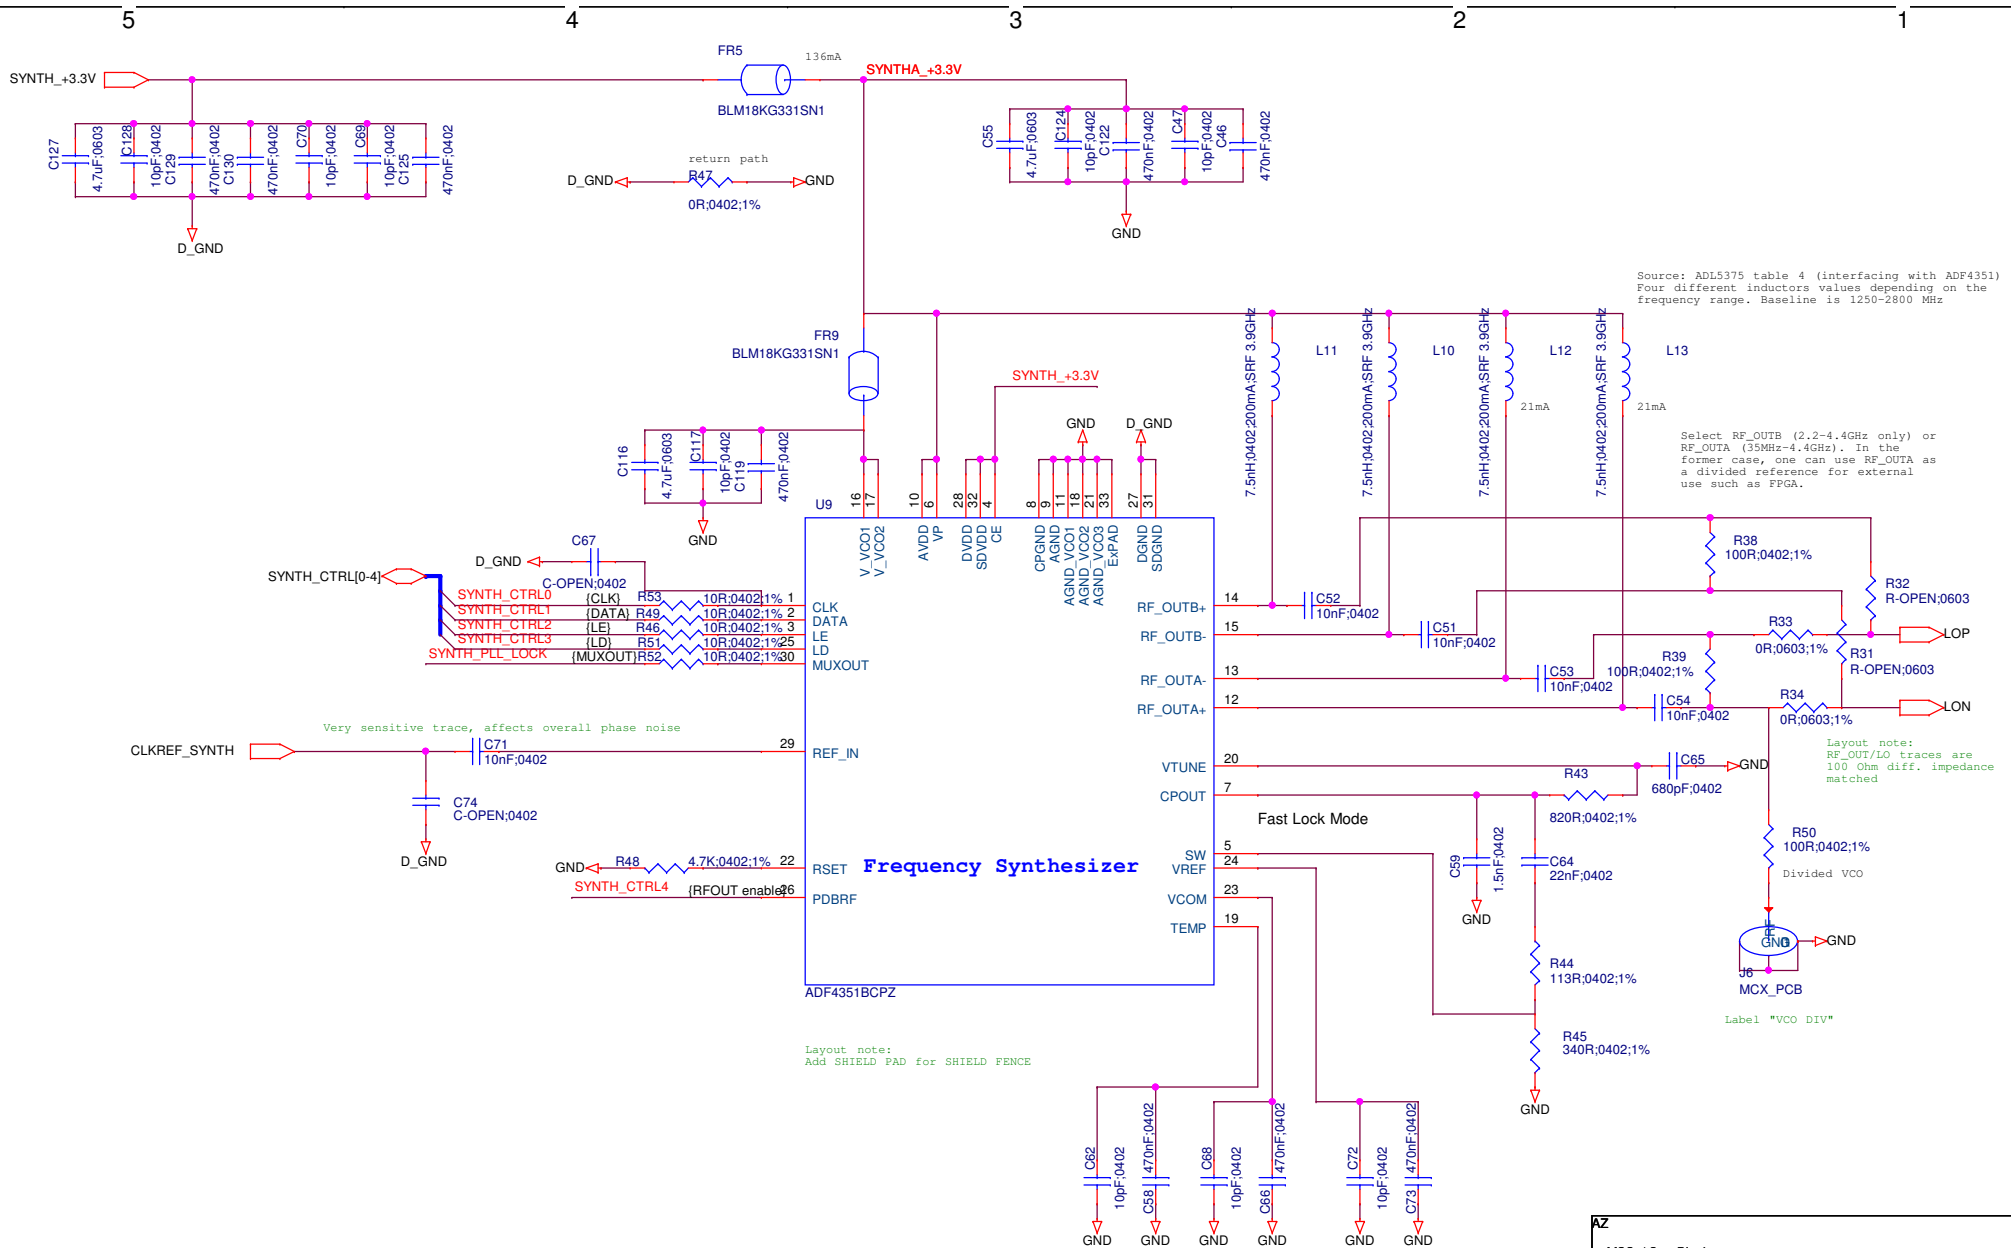 5 4 3 2 1
SYNTH_+3.3V
FR5
136mA
BLM18KG331SN1
SYNTHA_+3.3V
C127
4.7uF;0603
C128
10pF;0402
C129
470nF;0402
C130
470nF;0402
C70
10pF;0402
C69
10pF;0402
C125
470nF;0402
D_GND
return path
D_GND
R47
GND
0R;0402;1%
C55
4.7uF;0603
C124
10pF;0402
C122
470nF;0402
C47
10pF;0402
C46
470nF;0402
GND
Source: ADL5375 table 4 (interfacing with ADF4351)
Four different inductors values depending on the
frequency range. Baseline is 1250-2800 MHz
FR9
BLM18KG331SN1
SYNTH_+3.3V
7.5nH;0402;200mA;SRF 3.9GHz
L11
7.5nH;0402;200mA;SRF 3.9GHz
L10
7.5nH;0402;200mA;SRF 3.9GHz
L12
21mA
7.5nH;0402;200mA;SRF 3.9GHz
L13
21mA
Select RF_OUTB (2.2-4.4GHz only) or
RF_OUTA (35MHz-4.4GHz). In the
former case, one can use RF_OUTA as
a divided reference for external
use such as FPGA.
C116
4.7uF;0603
C117
10pF;0402
C119
470nF;0402
GND
GND
D_GND
U9
16 17 10 6 28 32 4 8 9 11 18 21 33 27 31
V_VCO1
V_VCO2
AVDD
VP
DVDD
SDVDD
CE
CPGND
AGND
AGND_VCO1
AGND_VCO2
AGND_VCO3
ExPAD
DGND
SDGND
C67
D_GND
C-OPEN;0402
SYNTH_CTRL[0-4]
SYNTH_CTRL0 {CLK} R53 10R;0402;1% 1 CLK
SYNTH_CTRL1 {DATA} R49 10R;0402;1% 2 DATA
SYNTH_CTRL2 {LE} R46 10R;0402;1% 3 LE
SYNTH_CTRL3 {LD} R51 10R;0402;1% 25 LD
SYNTH_PLL_LOCK {MUXOUT} R52 10R;0402;1% 30 MUXOUT
Very sensitive trace, affects overall phase noise
CLKREF_SYNTH
C71
10nF;0402
29 REF_IN
C74
C-OPEN;0402
D_GND
GND R48 4.7K;0402;1% 22 RSET
SYNTH_CTRL4 {RFOUT enable} 26 PDBRF
Frequency Synthesizer
ADF4351BCPZ
RF_OUTB+ 14
C52
10nF;0402
RF_OUTB- 15
C51
10nF;0402
RF_OUTA- 13
C53
10nF;0402
RF_OUTA+ 12
C54
10nF;0402
R38
100R;0402;1%
R39
100R;0402;1%
R32
R-OPEN;0603
R33
0R;0603;1%
LOP
R31
R-OPEN;0603
R34
0R;0603;1%
LON
Layout note:
RF_OUT/LO traces are
100 Ohm diff. impedance
matched
VTUNE 20
CPOUT 7
C65
680pF;0402
GND
R43
820R;0402;1%
Fast Lock Mode
SW 5
VREF 24
VCOM 23
TEMP 19
C59
1.5nF;0402
GND
C64
22nF;0402
R44
113R;0402;1%
R45
340R;0402;1%
GND
R50
100R;0402;1%
Divided VCO
RF
GND
GND
J6
MCX_PCB
Label "VCO DIV"
Layout note:
Add SHIELD PAD for SHIELD FENCE
C62
10pF;0402
C58
470nF;0402
C68
10pF;0402
C66
470nF;0402
C72
10pF;0402
C73
470nF;0402
GND GND GND GND GND GND
AZ